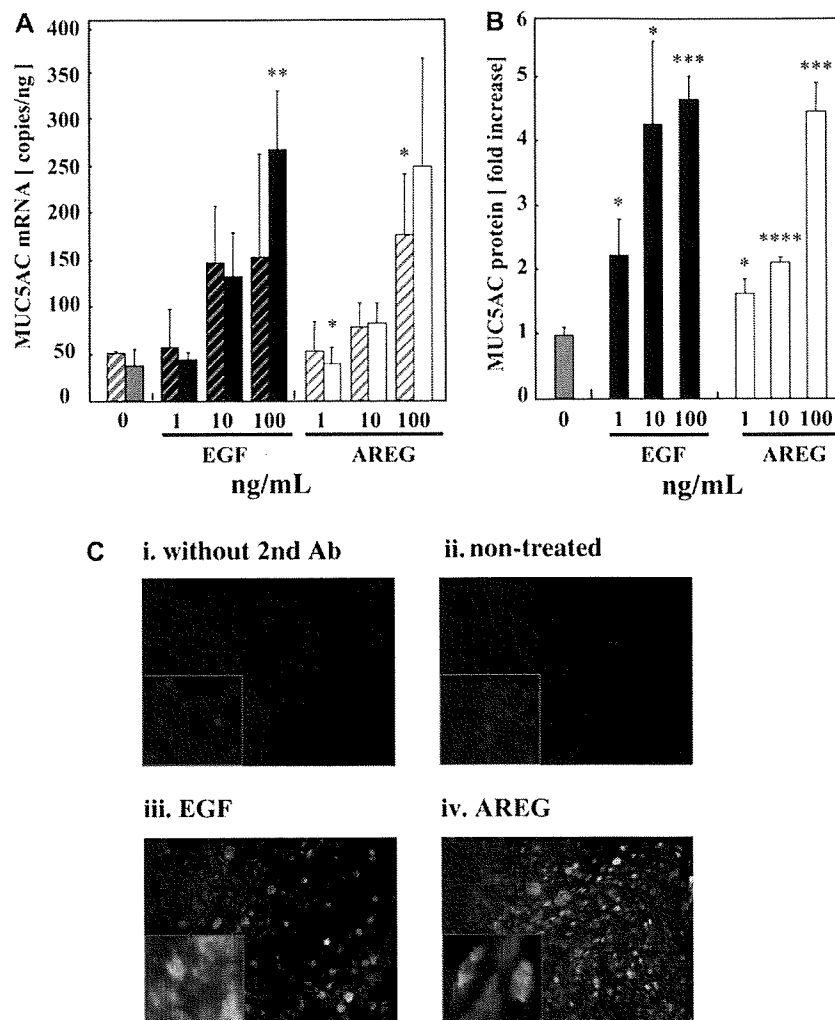 A
MUC5AC mRNA [ copies/ng ]
400
350
300
250
200
150
100
50
0
**
*
*
0 1 10 100 1 10 100
EGF AREG
ng/mL
B
MUC5AC protein [ fold increase]
6
5
4
2
1
0
*
*
***
*
****
***
0 1 10 100 1 10 100
EGF AREG
ng/mL
C
i. without 2nd Ab
ii. non-treated
iii. EGF
iv. AREG